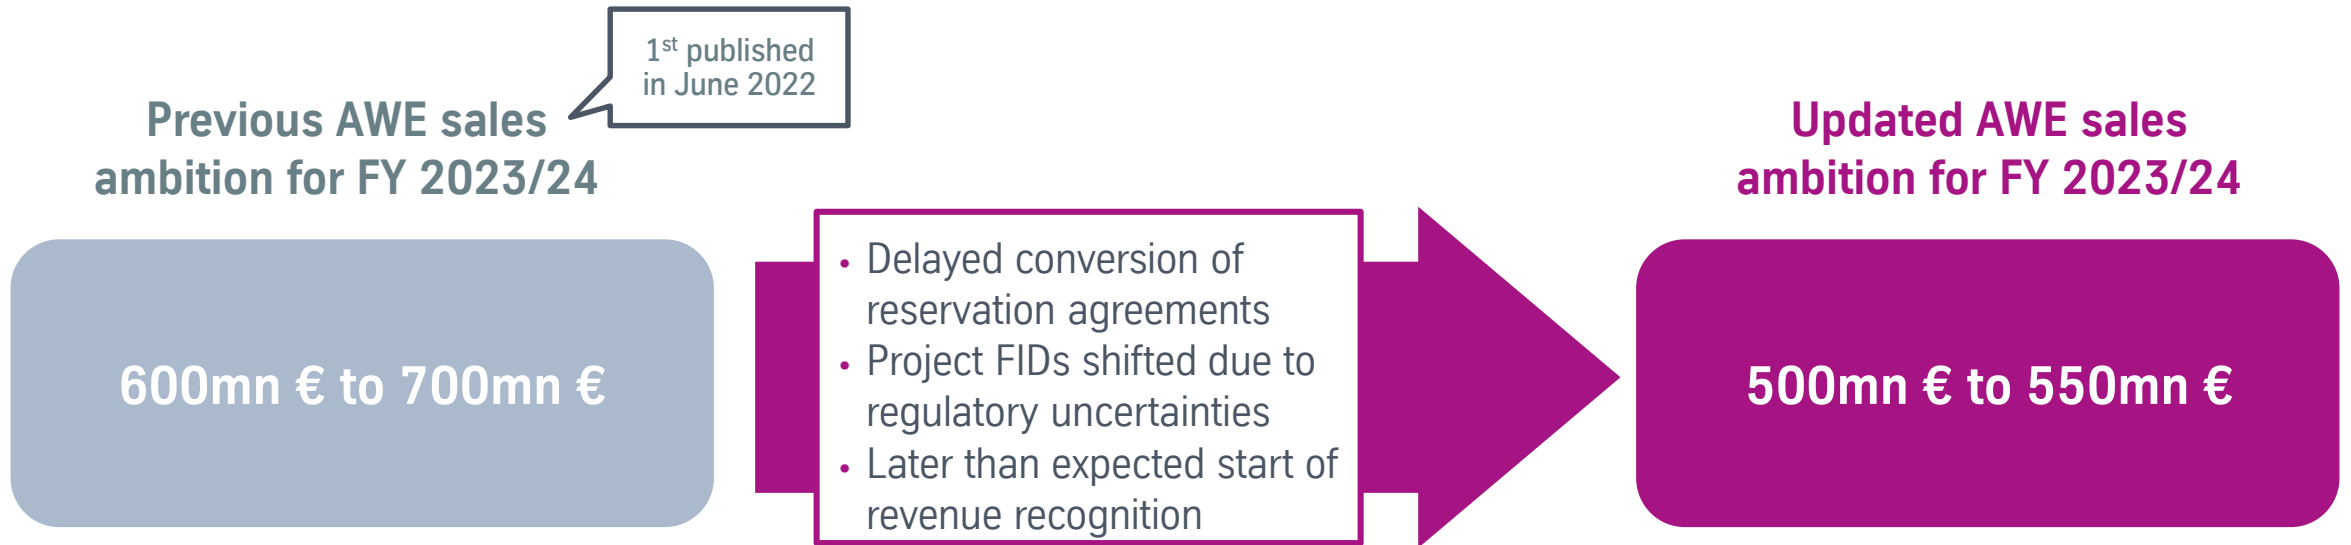 1st published
in June 2022
Previous AWE sales
ambition for FY 2023/24
600mn € to 700mn €
• Delayed conversion of
reservation agreements
• Project FIDs shifted due to
regulatory uncertainties
• Later than expected start of
revenue recognition
Updated AWE sales
ambition for FY 2023/24
500mn € to 550mn €